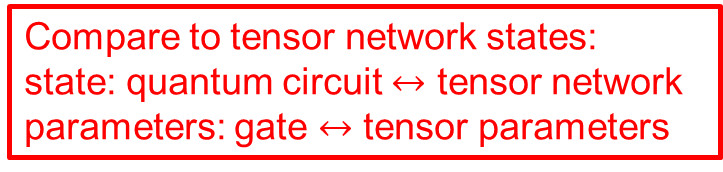 Compare to tensor network states:
state: quantum circuit ↔ tensor network
parameters: gate ↔ tensor parameters